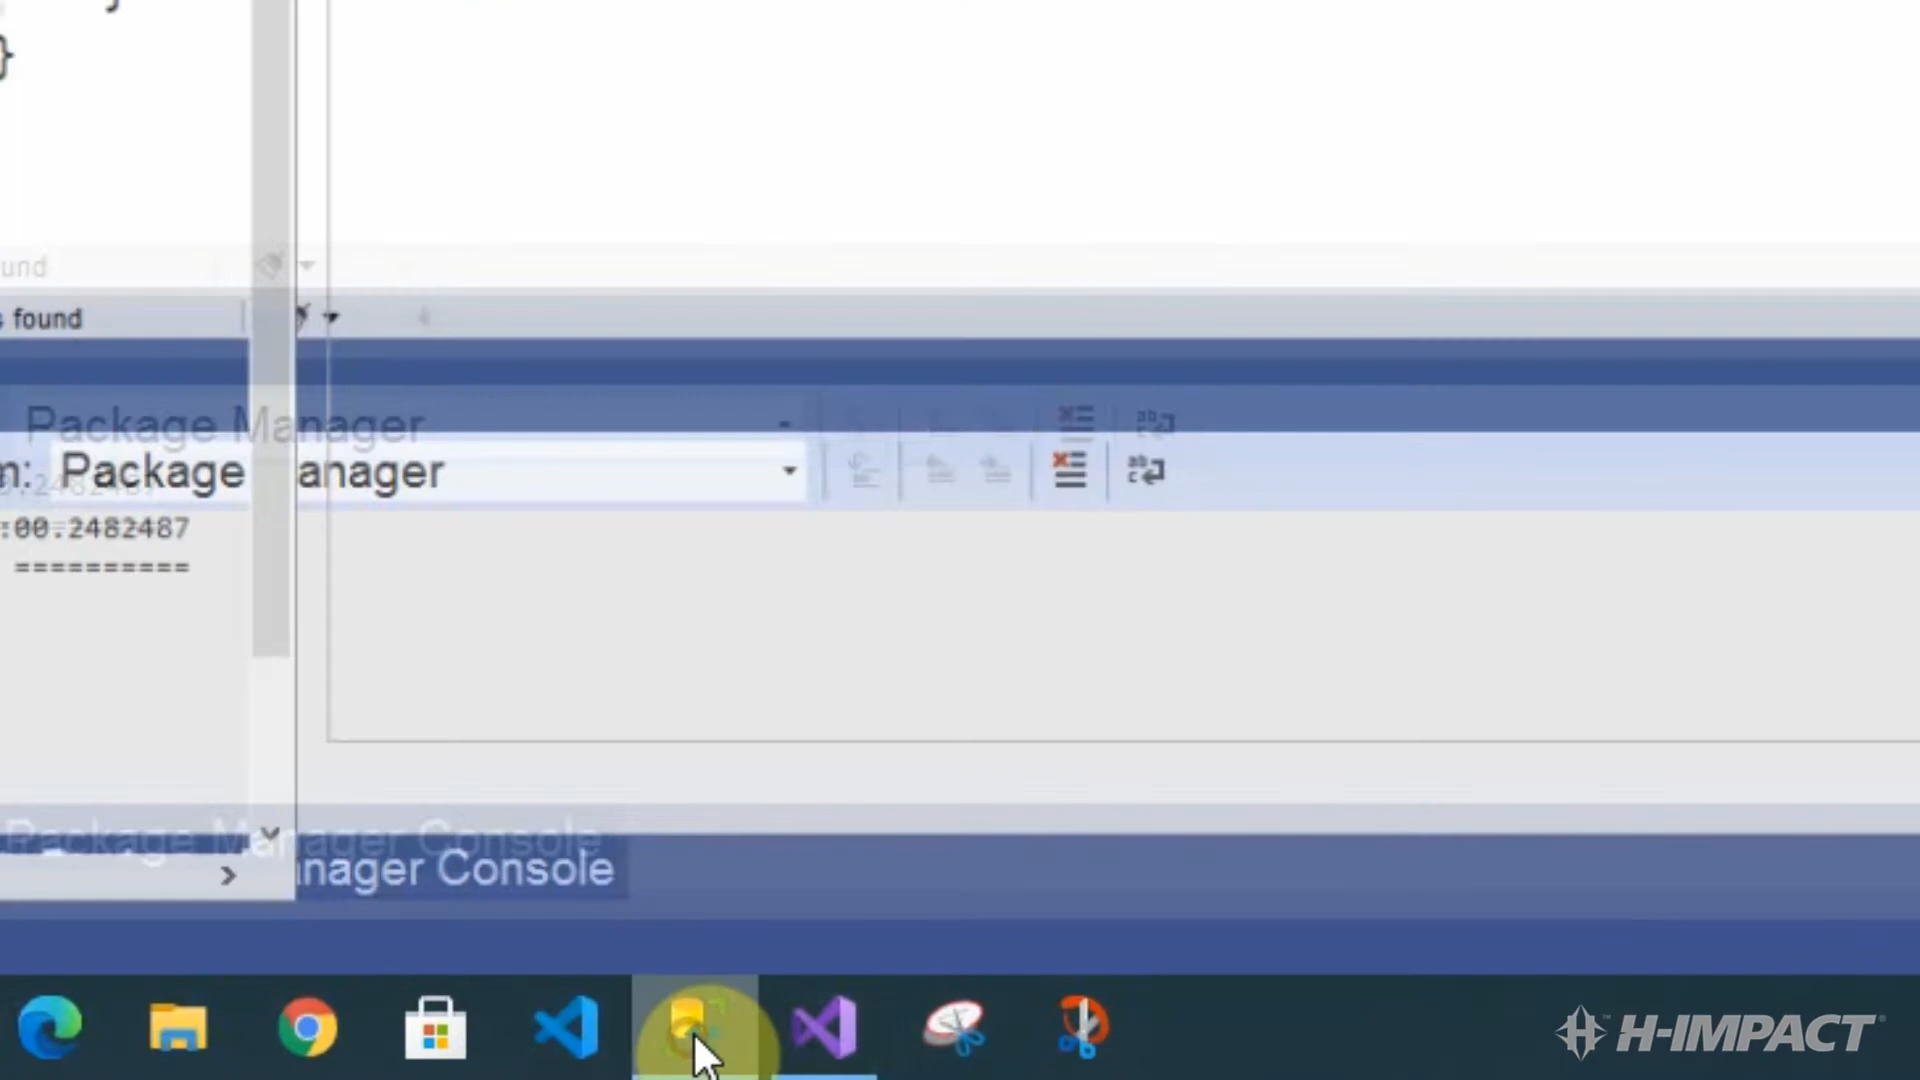 }
und
s found
Package Manager
m: Package anager
:00.2482487
==========
Package Manager Console
nager Console
H-IMPACT